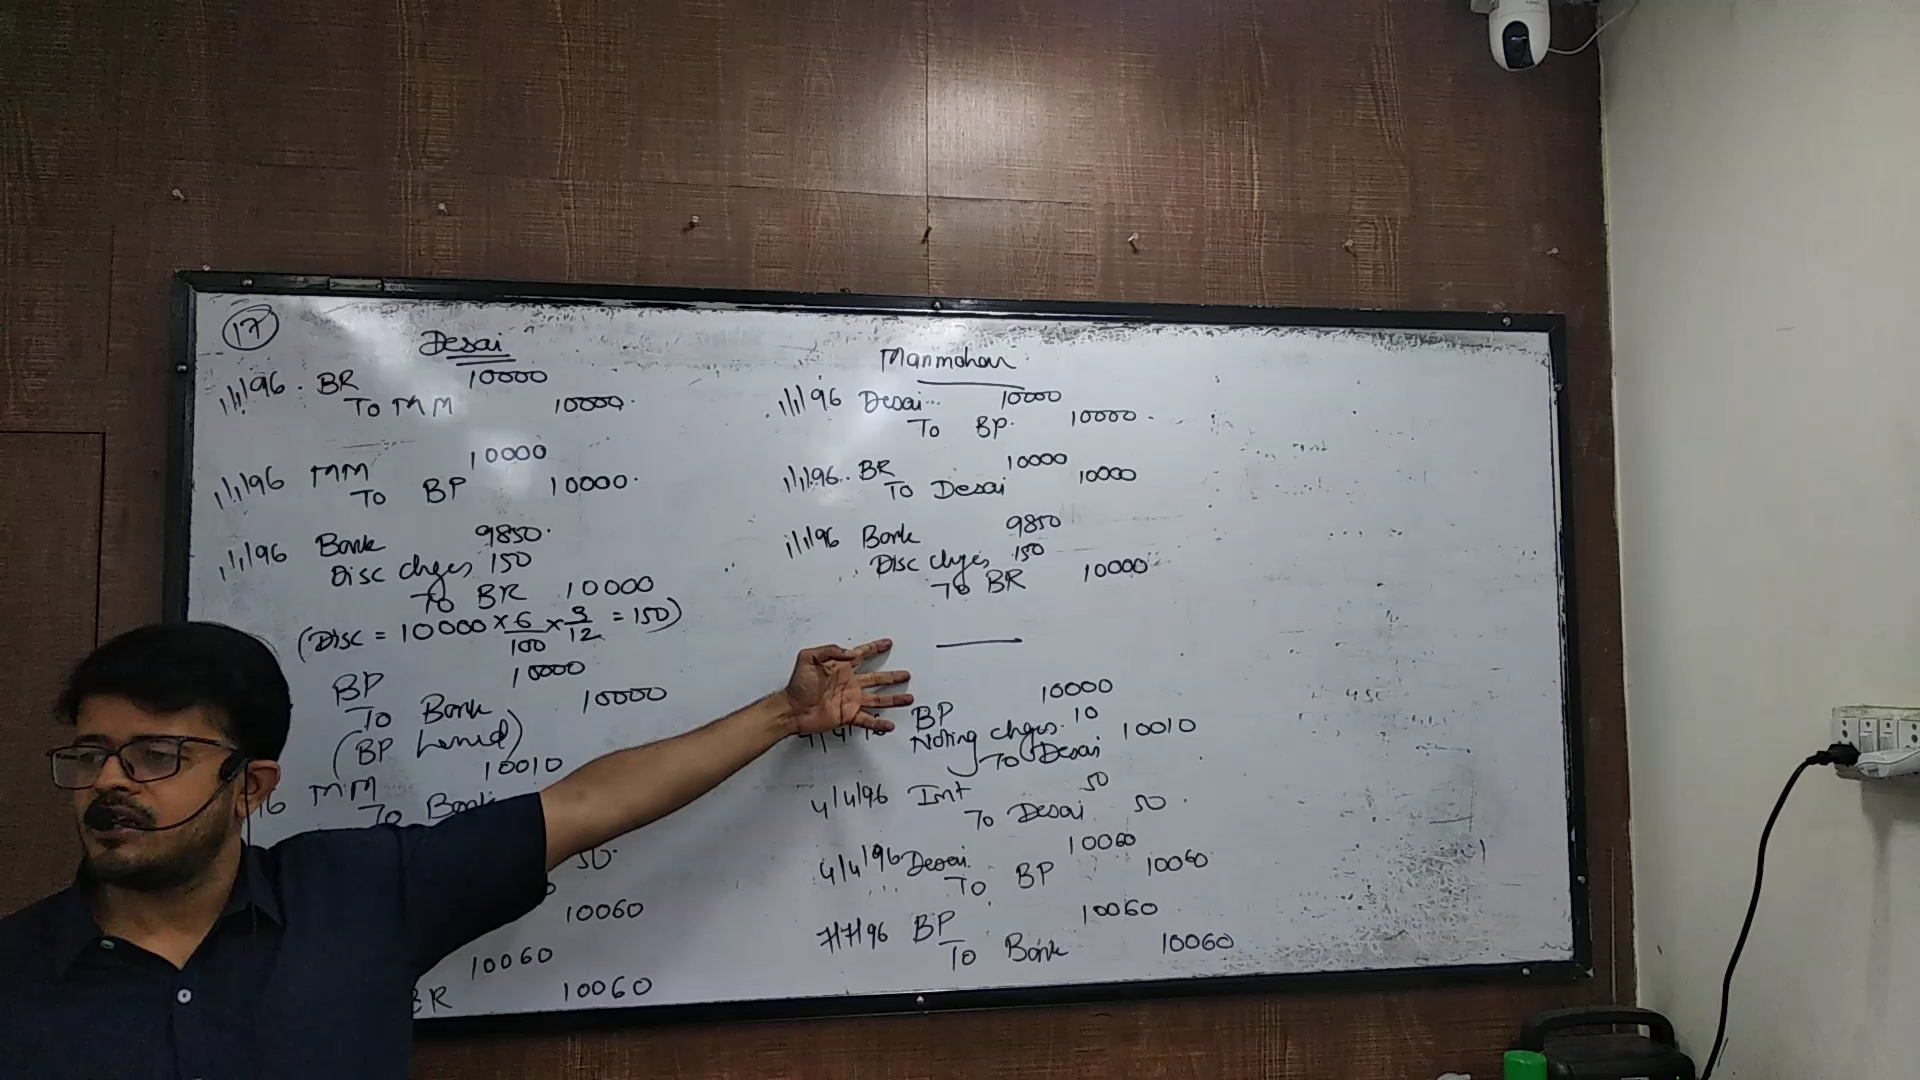 17
Desai
1/1/96 BR 10000
To MM 10000
1/1/96 MM 10000
To BP 10000
1/1/96 Bank 9850
Disc chges 150
To BR 10000
(Disc = 10000 × 6/100 × 3/12 = 150)
BP 10000
To Bank 10000
(BP honrd)
MM 10010
To Bank
50
10060
10060
BR 10060
Manmohan
1/1/96 Desai 10000
To BP 10000
1/1/96 BR 10000
To Desai 10000
1/1/96 Bank 9850
Disc chges 150
To BR 10000
BP 10000
Noting chges 10
To Desai 10010
4/4/96 Int 50
To Desai 50
4/4/96 Desai 10060
To BP 10060
7/7/96 BP 10060
To Bank 10060